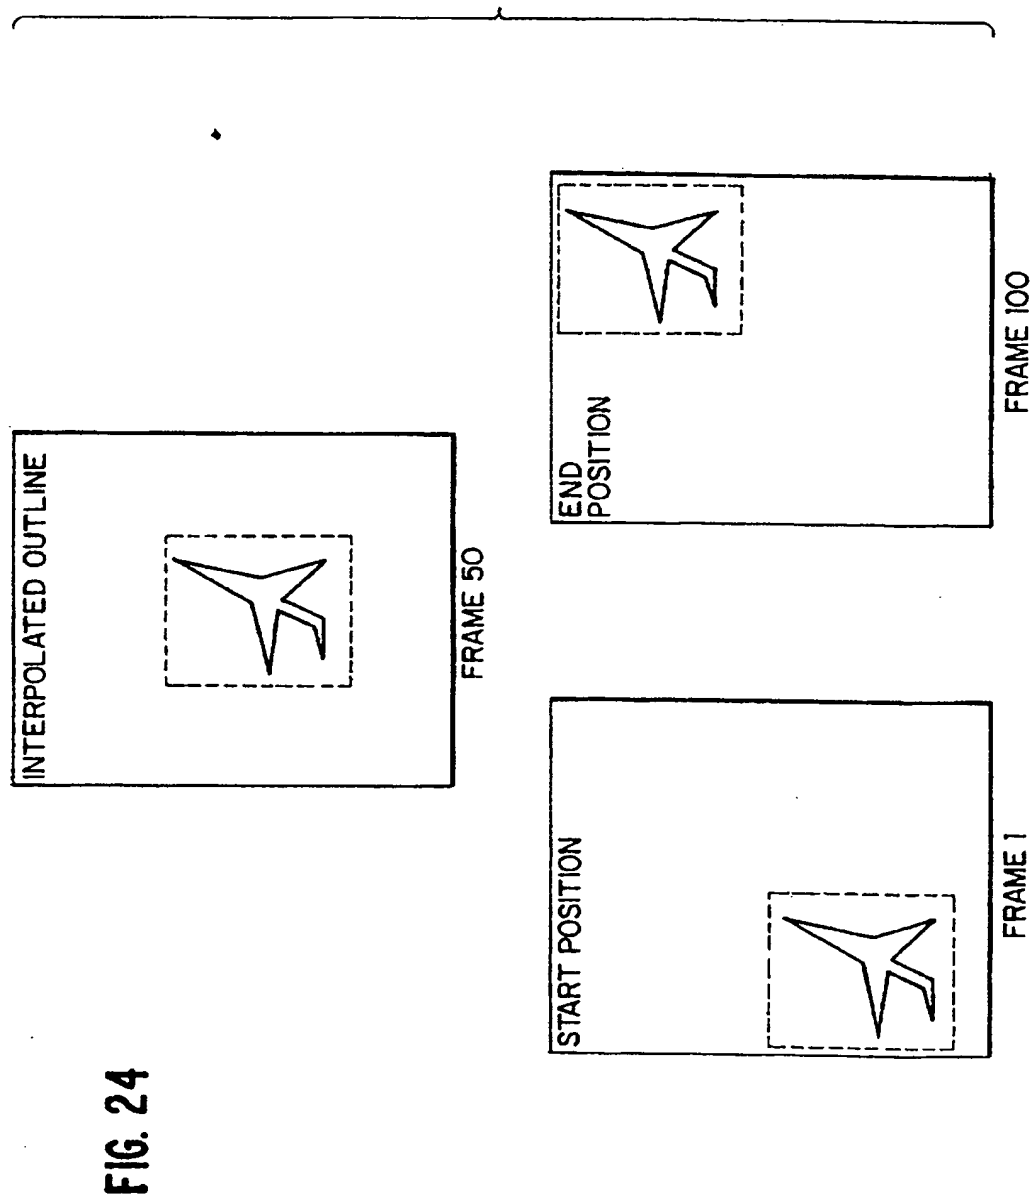 FIG. 24
INTERPOLATED OUTLINE
FRAME 50
START POSITION
FRAME 1
END
POSITION
FRAME 100